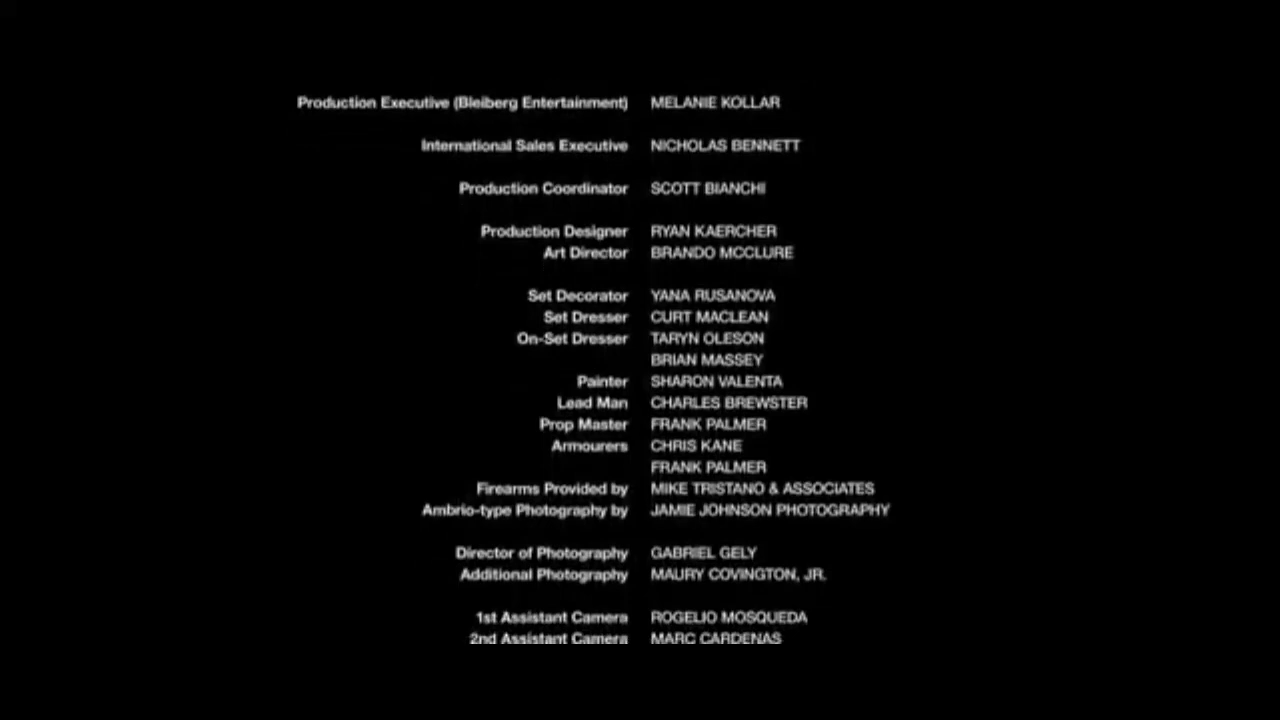 Production Executive (Bleiberg Entertainment) MELANIE KOLLAR
International Sales Executive NICHOLAS BENNETT
Production Coordinator SCOTT BIANCHI
Production Designer RYAN KAERCHER
Art Director BRANDO MCCLURE
Set Decorator YANA RUSANOVA
Set Dresser CURT MACLEAN
On-Set Dresser TARYN OLESON
BRIAN MASSEY
Painter SHARON VALENTA
Lead Man CHARLES BREWSTER
Prop Master FRANK PALMER
Armourers CHRIS KANE
FRANK PALMER
Firearms Provided by MIKE TRISTANO & ASSOCIATES
Ambrio-type Photography by JAMIE JOHNSON PHOTOGRAPHY
Director of Photography GABRIEL GELY
Additional Photography MAURY COVINGTON, JR.
1st Assistant Camera ROGELIO MOSQUEDA
2nd Assistant Camera MARC CARDENAS